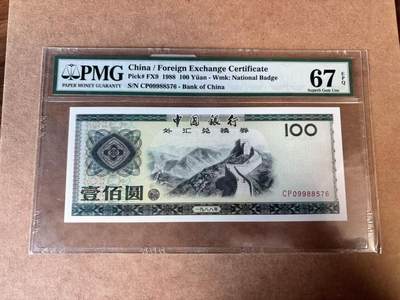 PMG
PAPER MONEY GUARANTY
China / Foreign Exchange Certificate
Pick# FX9 1988 100 Yüan - Wmk: National Badge
S/N CP09988576 - Bank of China
67 EPQ
Superb Gem Unc
中国银行
外汇兑换券
100
壹佰圆
CP09988576
一九八八年